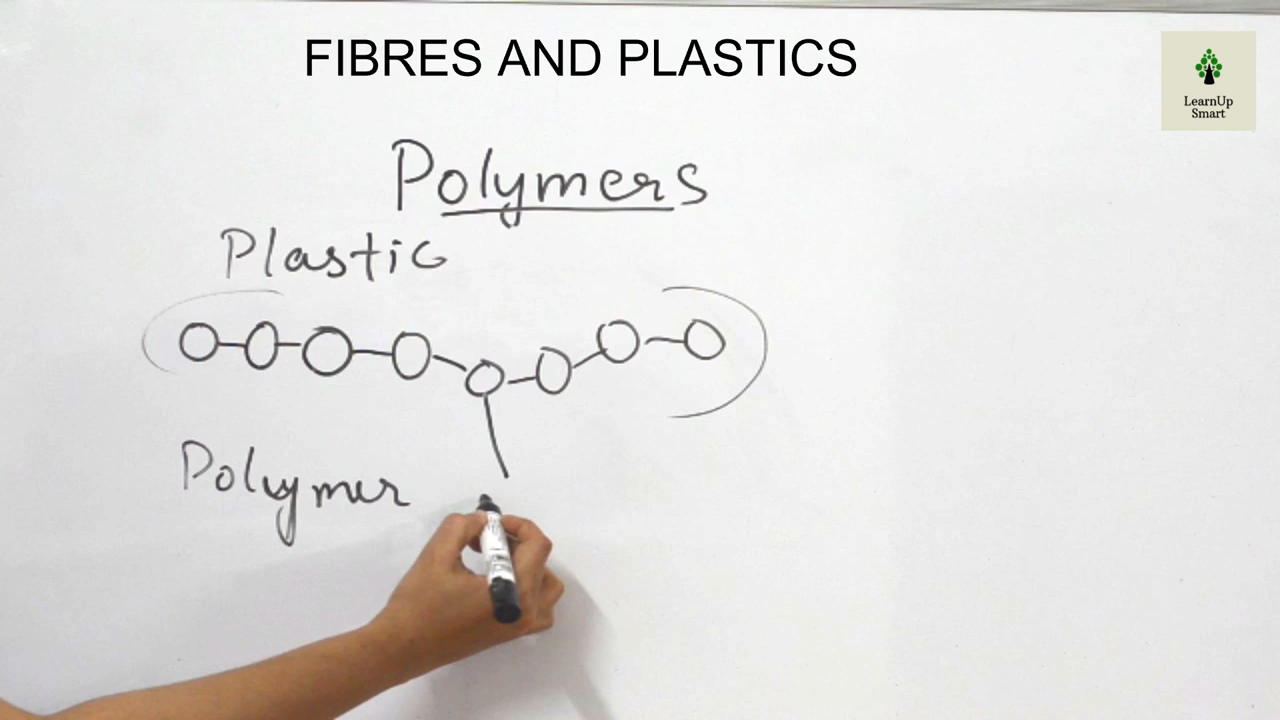 FIBRES AND PLASTICS
LearnUp
Smart
Polymers
Plastic
Polymer